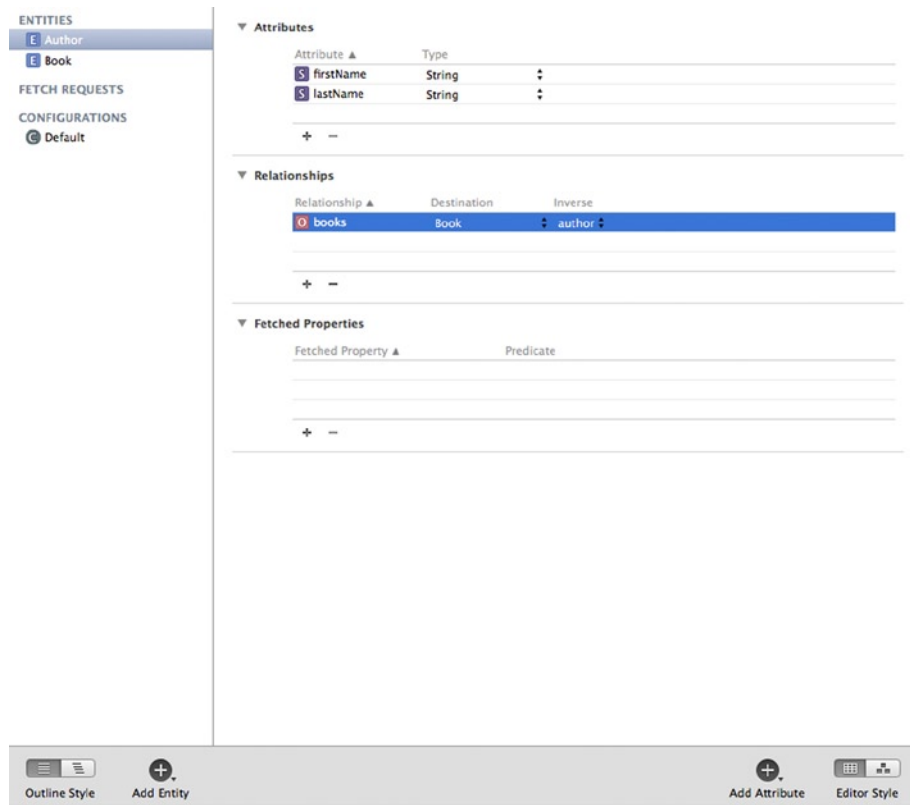 ENTITIES
E Author
E Book
FETCH REQUESTS
CONFIGURATIONS
C Default
Attributes
Attribute Type
S firstName String
S lastName String
+ −
Relationships
Relationship Destination Inverse
O books Book author
+ −
Fetched Properties
Fetched Property Predicate
+ −
Outline Style Add Entity Add Attribute Editor Style